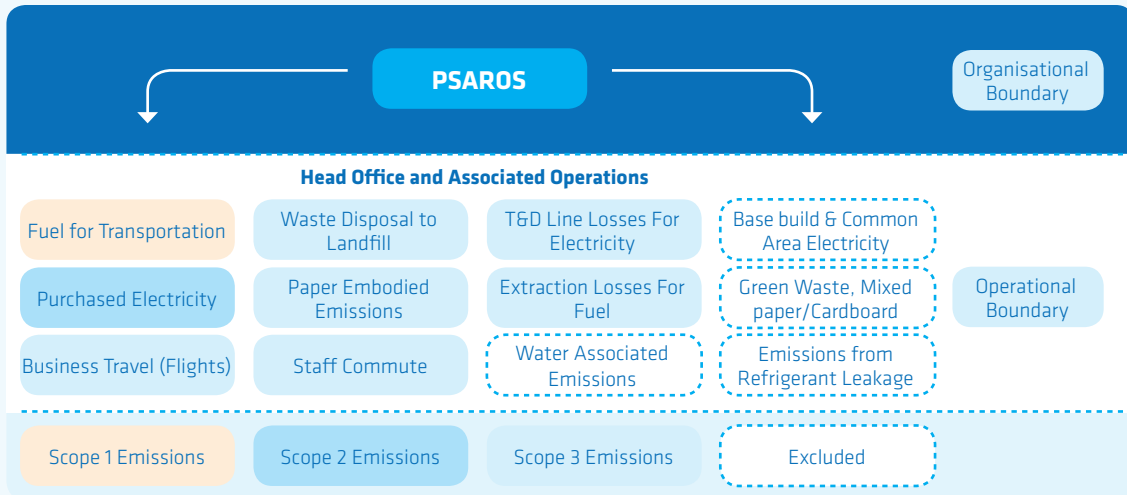 PSAROS
Organisational
Boundary
Head Office and Associated Operations
Fuel for Transportation
Waste Disposal to
Landfill
T&D Line Losses For
Electricity
Base build & Common
Area Electricity
Purchased Electricity
Paper Embodied
Emissions
Extraction Losses For
Fuel
Green Waste, Mixed
paper/Cardboard
Operational
Boundary
Business Travel (Flights)
Staff Commute
Water Associated
Emissions
Emissions from
Refrigerant Leakage
Scope 1 Emissions
Scope 2 Emissions
Scope 3 Emissions
Excluded